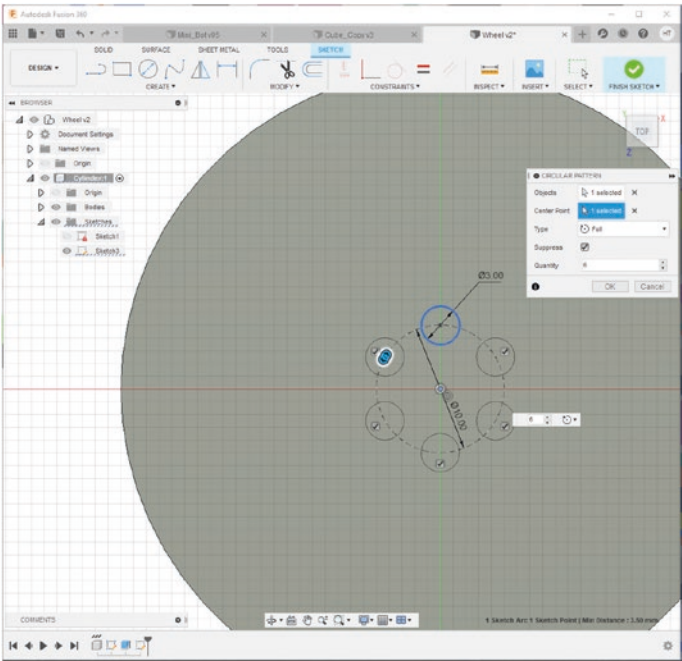 Autodesk Fusion 360
Mini_Bot v95
Cube_Copy v3
Wheel v2*
HT
SOLID SURFACE SHEET METAL TOOLS SKETCH
DESIGN
CREATE MODIFY CONSTRAINTS INSPECT INSERT SELECT FINISH SKETCH
BROWSER
Wheel v2
Document Settings
Named Views
Origin
Cylinder:1
Origin
Bodies
Sketches
Sketch1
Sketch3
TOP
X
Z
CIRCULAR PATTERN
Objects 1 selected
Center Point 1 selected
Type Full
Suppress
Quantity 6
OK Cancel
Ø3.00
Ø10.00
6
COMMENTS
1 Sketch Arc 1 Sketch Point | Min Distance : 3.50 mm